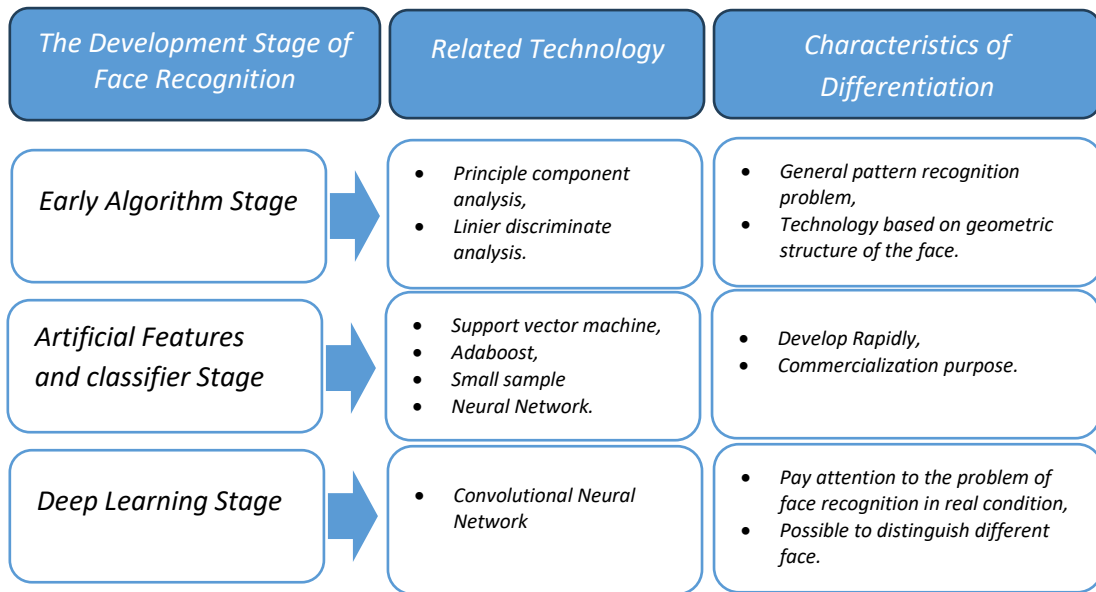 The Development Stage of
Face Recognition
Related Technology
Characteristics of
Differentiation
Early Algorithm Stage
• Principle component
analysis,
• Linier discriminate
analysis.
• General pattern recognition
problem,
• Technology based on geometric
structure of the face.
Artificial Features
and classifier Stage
• Support vector machine,
• Adaboost,
• Small sample
• Neural Network.
• Develop Rapidly,
• Commercialization purpose.
Deep Learning Stage
• Convolutional Neural
Network
• Pay attention to the problem of
face recognition in real condition,
• Possible to distinguish different
face.